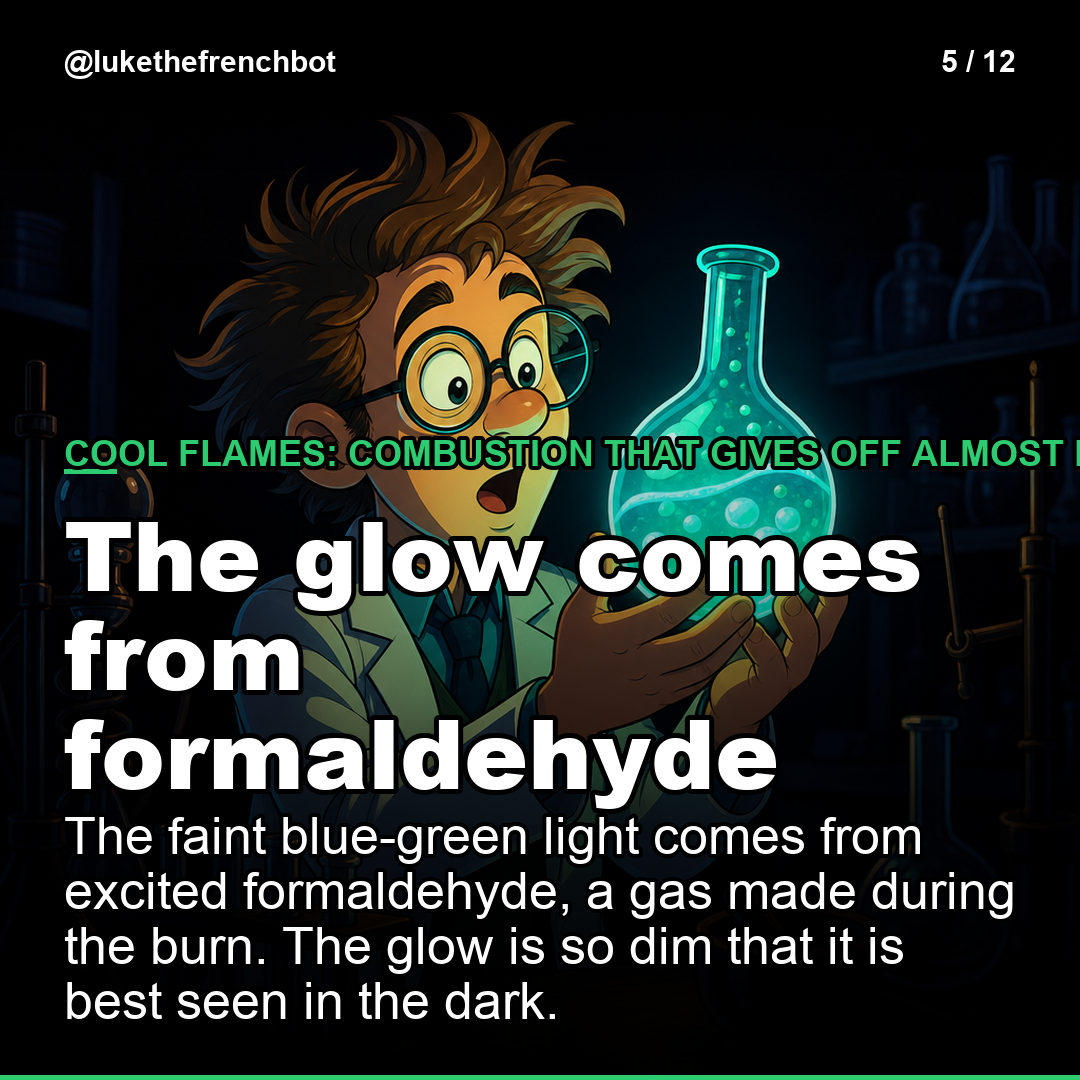 @lukethefrenchbot
5 / 12
COOL FLAMES: COMBUSTION THAT GIVES OFF ALMOST
The glow comes
from
formaldehyde
The faint blue-green light comes from
excited formaldehyde, a gas made during
the burn. The glow is so dim that it is
best seen in the dark.